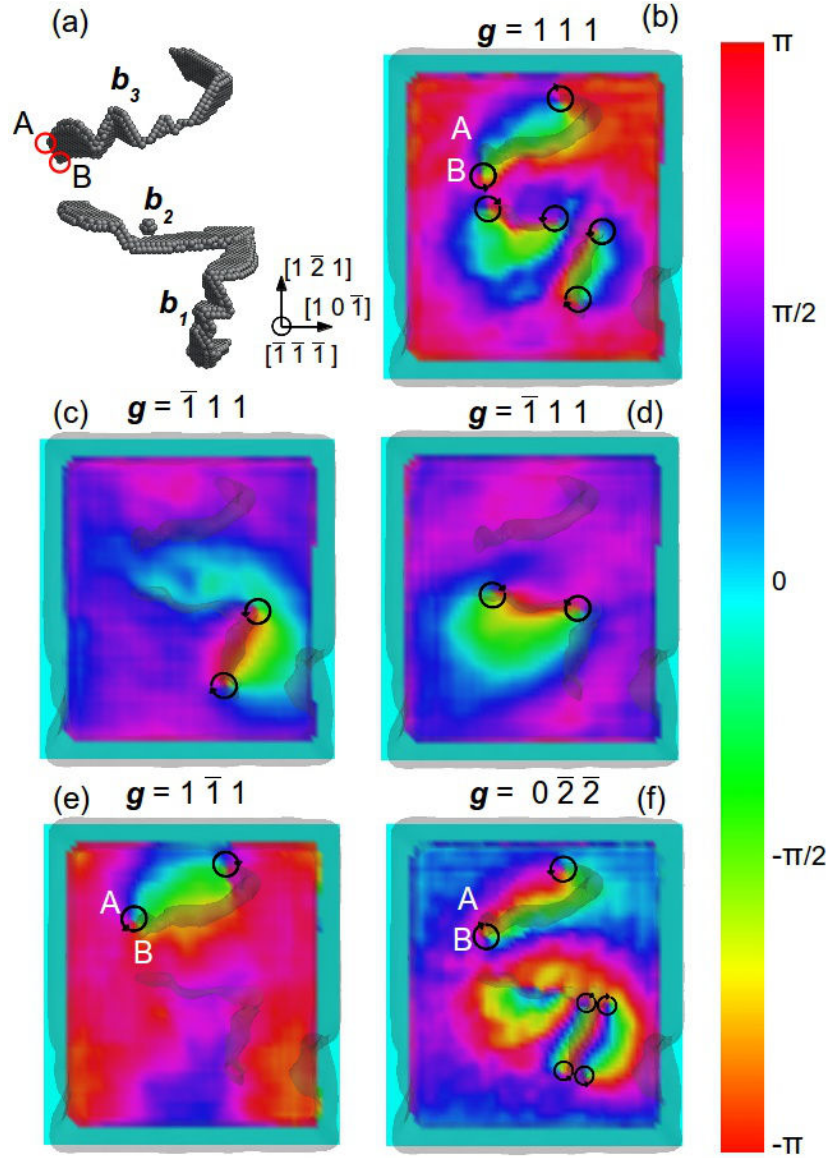 (a)
b₃
A
B
b₂
b₁
[1 2̅ 1]
[1 0 1̅]
[1̅ 1̅ 1̅]
g = 1 1 1 (b)
A
B
(c) g = 1̅ 1 1
g = 1̅ 1 1 (d)
(e) g = 1 1̅ 1
A
B
g = 0 2̅ 2̅ (f)
A
B
π
π/2
0
-π/2
-π